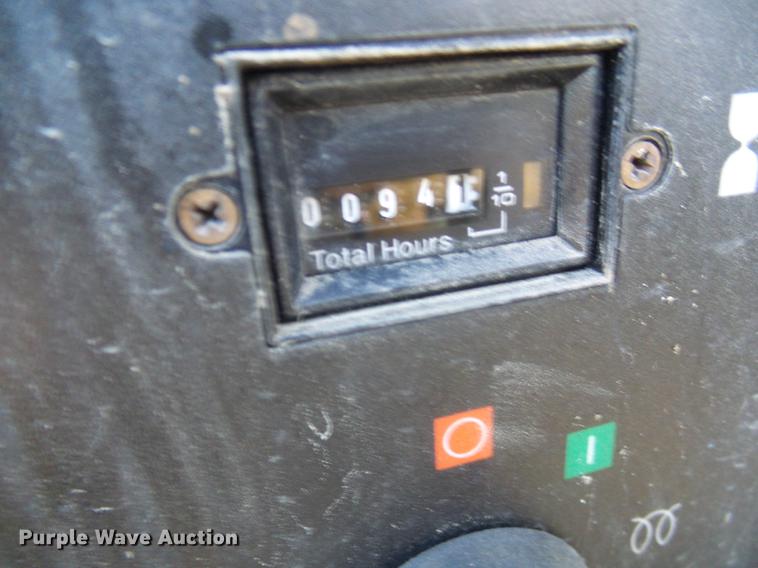 0094
1/10
Total Hours
Purple Wave Auction